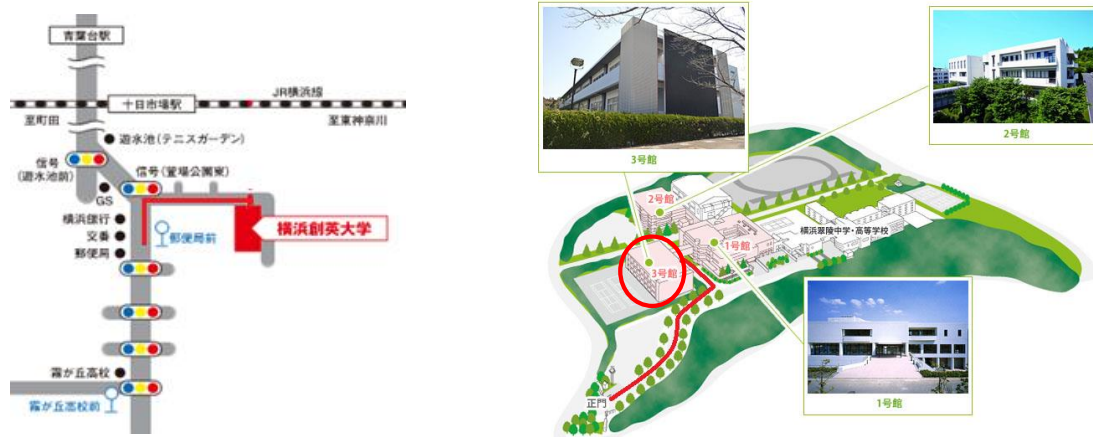 青葉台駅
十日市場駅
JR横浜線
至町田
至東神奈川
遊水池(テニスガーデン)
信号
(遊水池前)
信号(萱場公園東)
GS
横浜銀行
交番
郵便局
郵便局前
横浜創英大学
霧が丘高校
霧が丘高校前
3号館
2号館
2号館
1号館
3号館
横浜翠陵中学・高等学校
正門
1号館